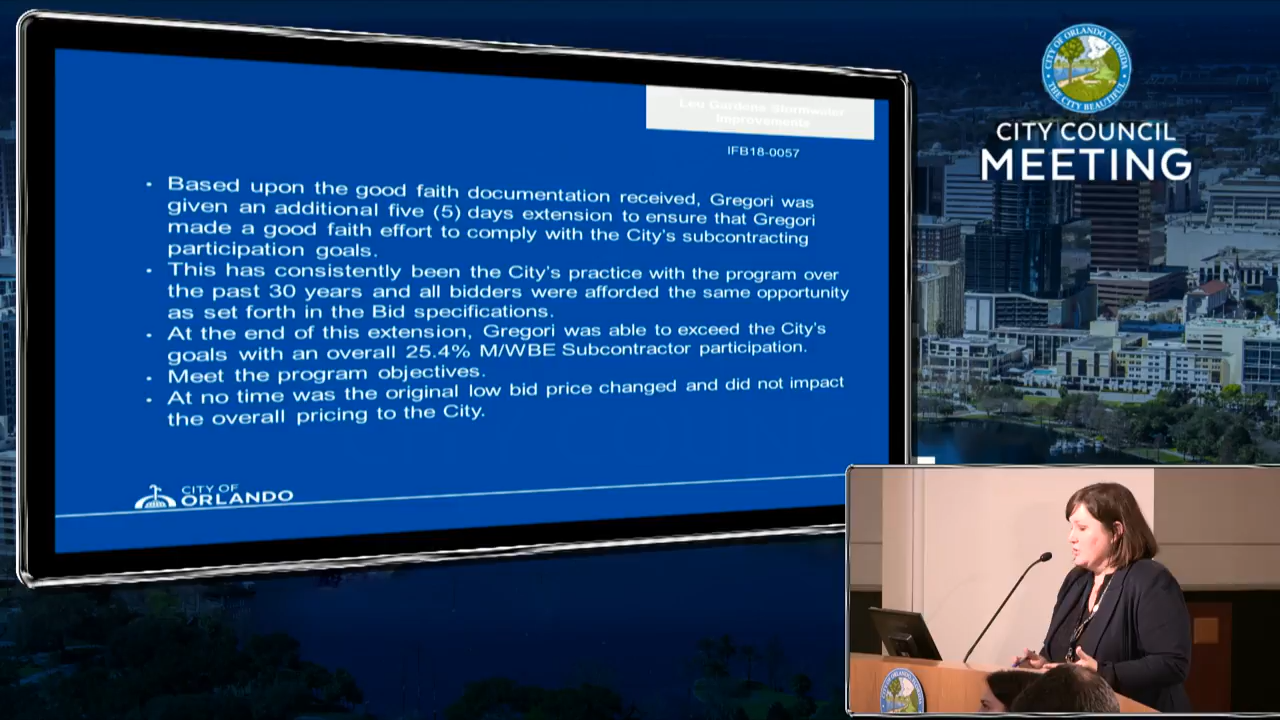 Leu Gardens Stormwater
Improvements
IFB18-0057
• Based upon the good faith documentation received, Gregori was
given an additional five (5) days extension to ensure that Gregori
made a good faith effort to comply with the City's subcontracting
participation goals.
• This has consistently been the City's practice with the program over
the past 30 years and all bidders were afforded the same opportunity
as set forth in the Bid specifications.
• At the end of this extension, Gregori was able to exceed the City's
goals with an overall 25.4% M/WBE Subcontractor participation.
• Meet the program objectives.
• At no time was the original low bid price changed and did not impact
the overall pricing to the City.
CITY OF
ORLANDO
CITY OF ORLANDO, FLORIDA
THE CITY BEAUTIFUL
CITY COUNCIL
MEETING